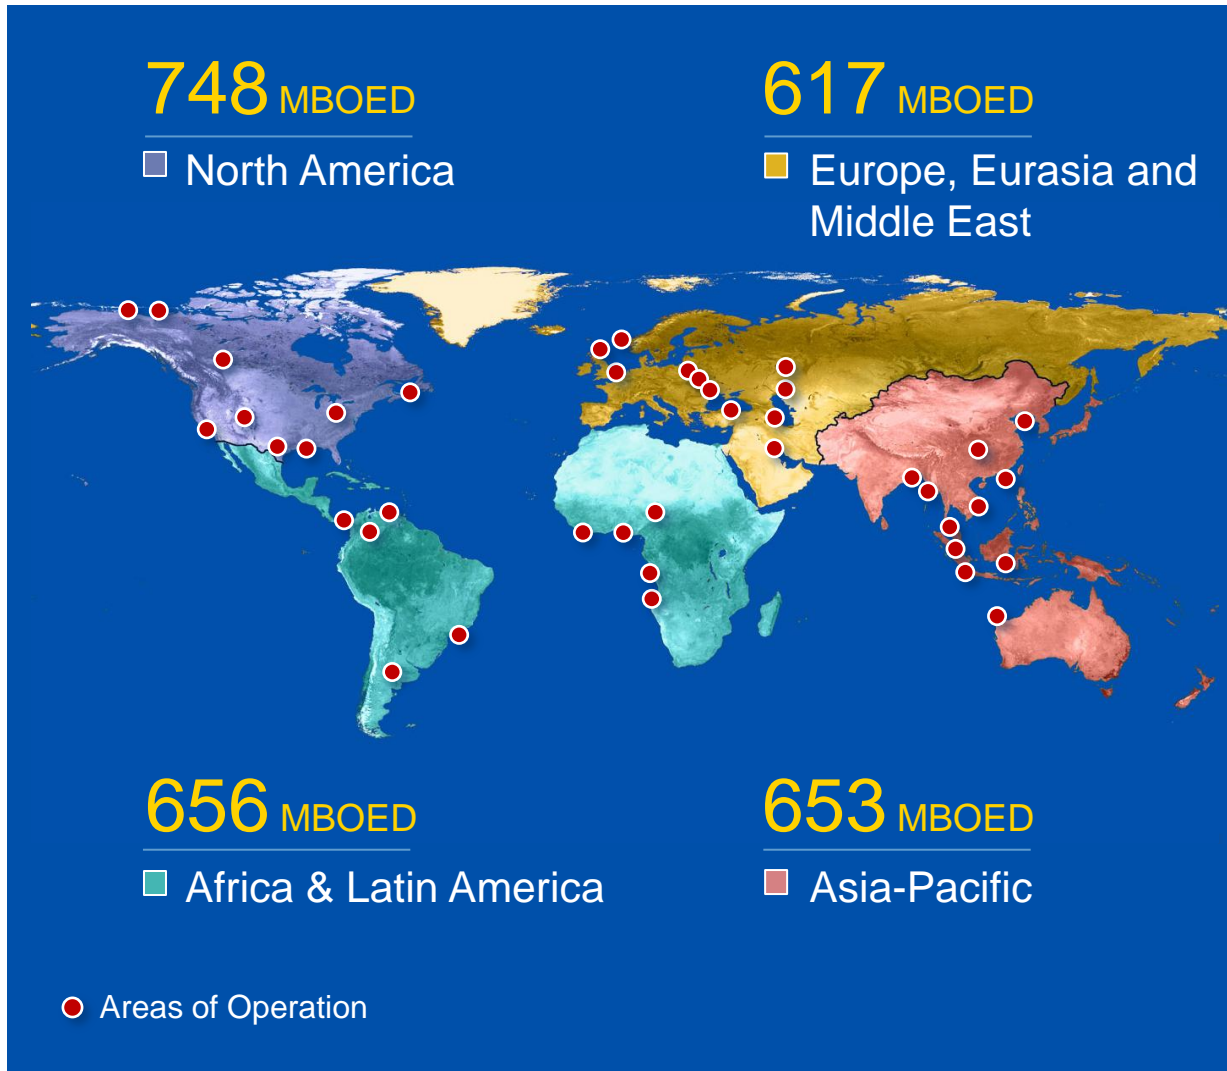 748 MBOED
North America
617 MBOED
Europe, Eurasia and
Middle East
656 MBOED
Africa & Latin America
653 MBOED
Asia-Pacific
Areas of Operation